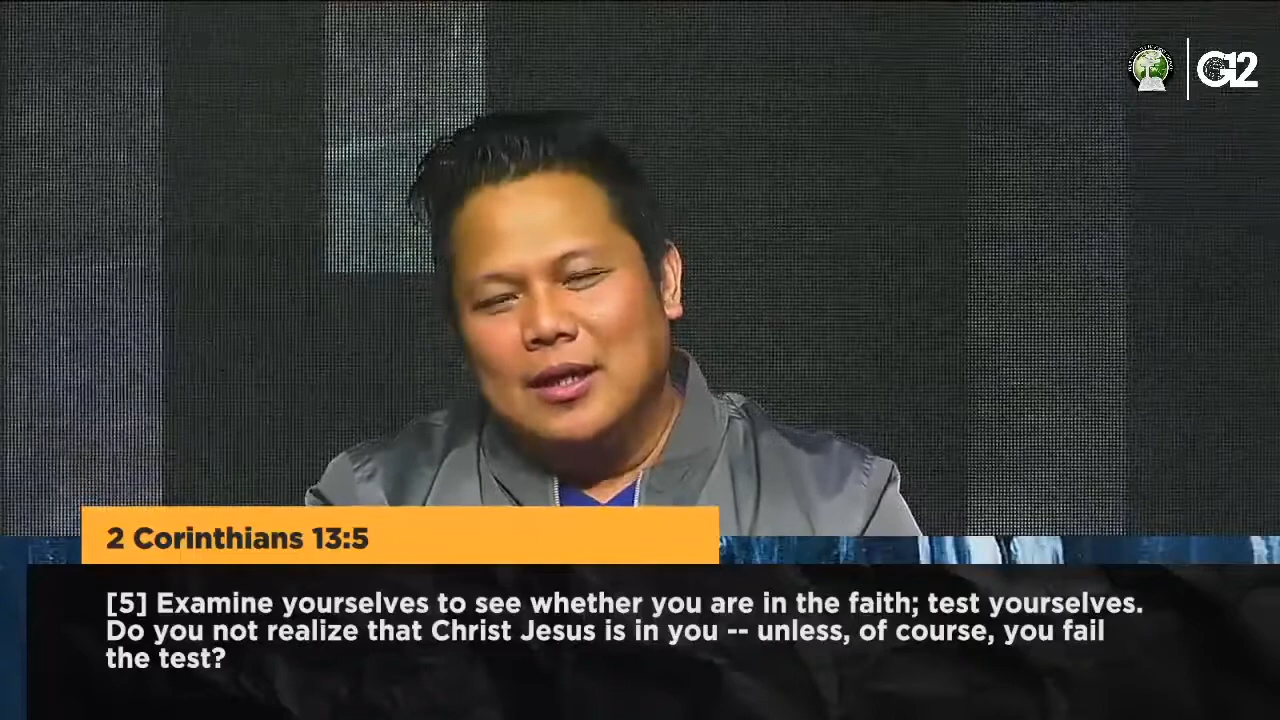 G12
2 Corinthians 13:5
[5] Examine yourselves to see whether you are in the faith; test yourselves.
Do you not realize that Christ Jesus is in you -- unless, of course, you fail
the test?